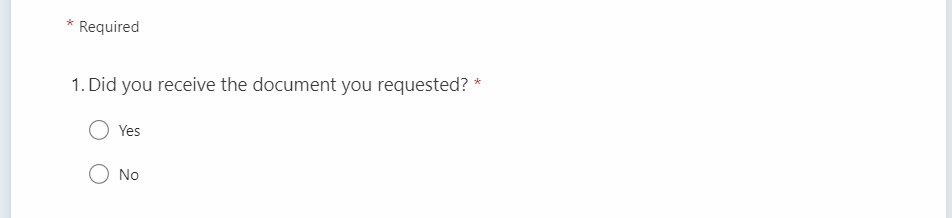 * Required
1. Did you receive the document you requested? *
Yes
No